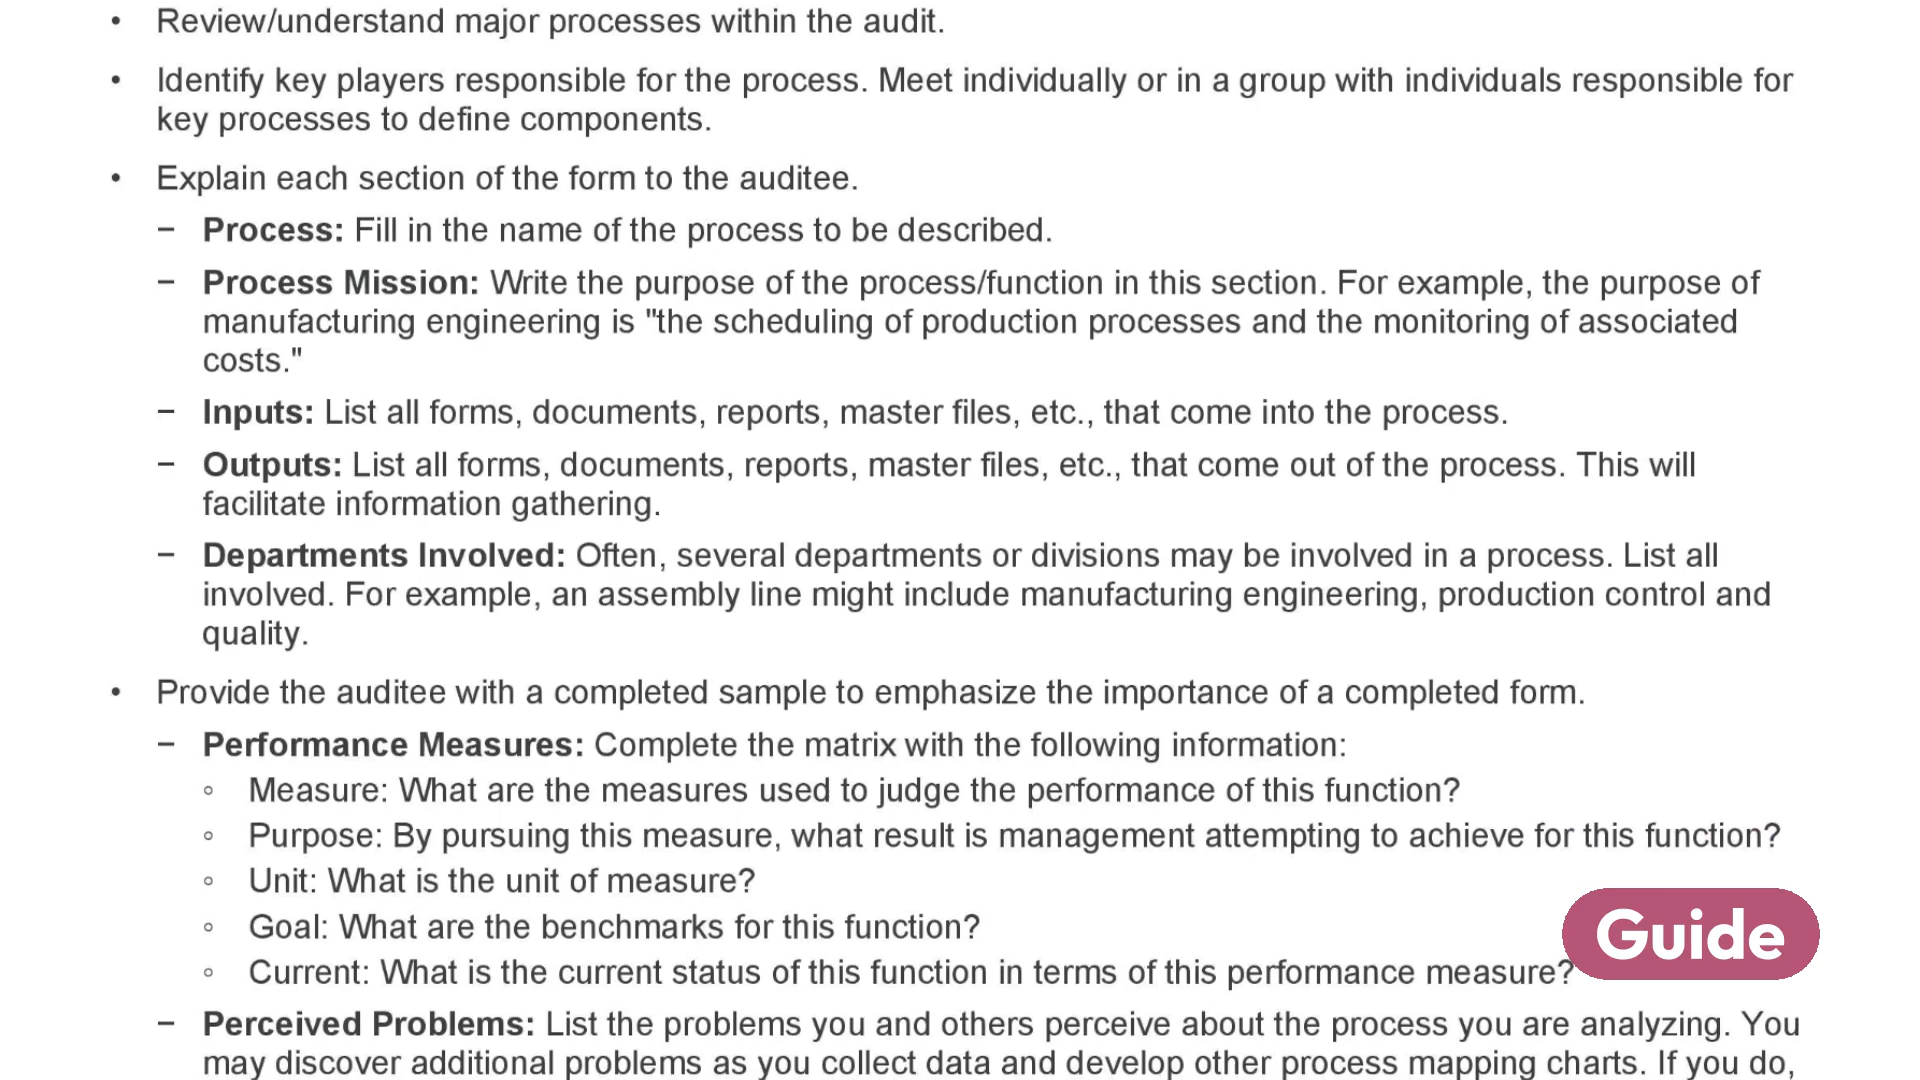 • Review/understand major processes within the audit.
• Identify key players responsible for the process. Meet individually or in a group with individuals responsible for
key processes to define components.
• Explain each section of the form to the auditee.
− Process: Fill in the name of the process to be described.
− Process Mission: Write the purpose of the process/function in this section. For example, the purpose of
manufacturing engineering is "the scheduling of production processes and the monitoring of associated
costs."
− Inputs: List all forms, documents, reports, master files, etc., that come into the process.
− Outputs: List all forms, documents, reports, master files, etc., that come out of the process. This will
facilitate information gathering.
− Departments Involved: Often, several departments or divisions may be involved in a process. List all
involved. For example, an assembly line might include manufacturing engineering, production control and
quality.
• Provide the auditee with a completed sample to emphasize the importance of a completed form.
− Performance Measures: Complete the matrix with the following information:
◦ Measure: What are the measures used to judge the performance of this function?
◦ Purpose: By pursuing this measure, what result is management attempting to achieve for this function?
◦ Unit: What is the unit of measure?
◦ Goal: What are the benchmarks for this function?
◦ Current: What is the current status of this function in terms of this performance measure?
Guide
− Perceived Problems: List the problems you and others perceive about the process you are analyzing. You
may discover additional problems as you collect data and develop other process mapping charts. If you do,